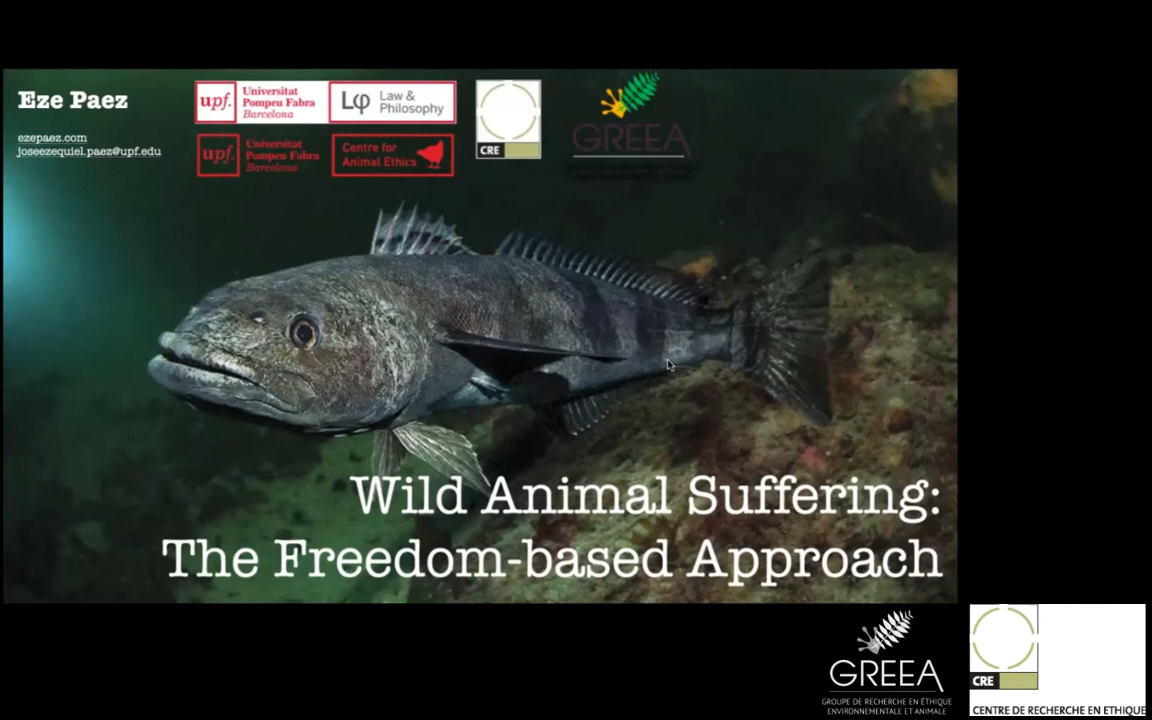 Eze Paez
ezepaez.com
joseezequiel.paez@upf.edu
upf. Universitat
Pompeu Fabra
Barcelona
Lφ Law &
Philosophy
upf. Universitat
Pompeu Fabra
Barcelona
Centre for
Animal Ethics
CRE
GREEA
Wild Animal Suffering:
The Freedom-based Approach
GREEA
GROUPE DE RECHERCHE EN ÉTHIQUE
ENVIRONNEMENTALE ET ANIMALE
CRE
CENTRE DE RECHERCHE EN ETHIQUE